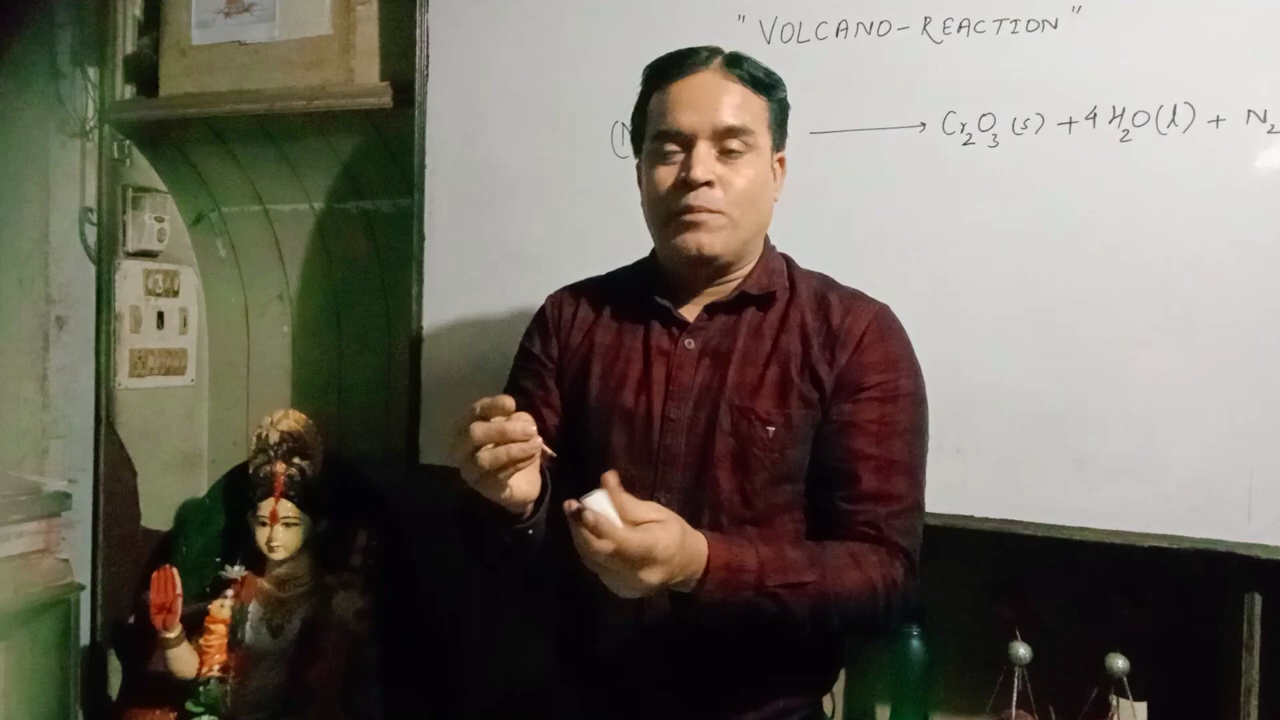 "VOLCANO-REACTION"
(N ⟶ Cr₂O₃(s) + 4H₂O(l) + N₂
T